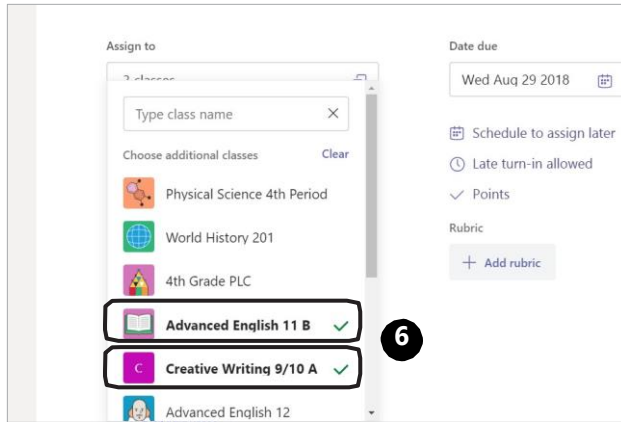 Assign to
2 classes
Type class name
Choose additional classes Clear
Physical Science 4th Period
World History 201
4th Grade PLC
Advanced English 11 B
C Creative Writing 9/10 A
Advanced English 12
6
Date due
Wed Aug 29 2018
Schedule to assign later
Late turn-in allowed
Points
Rubric
+ Add rubric